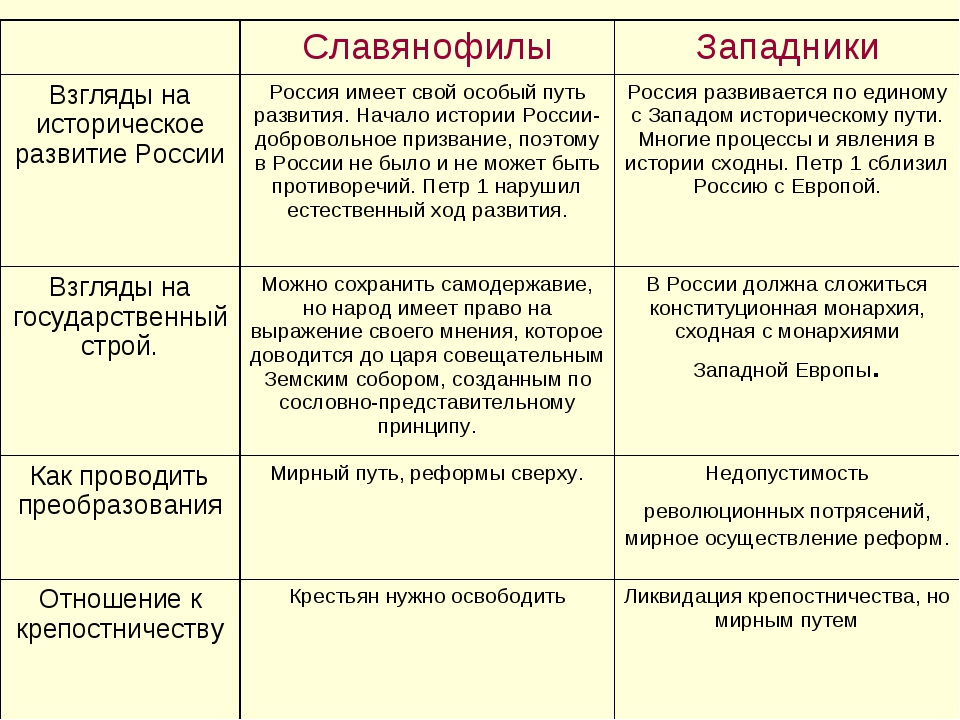 Славянофилы
Западники
Взгляды на
историческое
развитие России
Россия имеет свой особый путь
развития. Начало истории России-
добровольное призвание, поэтому
в России не было и не может быть
противоречий. Петр 1 нарушил
естественный ход развития.
Россия развивается по единому
с Западом историческому пути.
Многие процессы и явления в
истории сходны. Петр 1 сблизил
Россию с Европой.
Взгляды на
государственный
строй.
Можно сохранить самодержавие,
но народ имеет право на
выражение своего мнения, которое
доводится до царя совещательным
Земским собором, созданным по
сословно-представительному
принципу.
В России должна сложиться
конституционная монархия,
сходная с монархиями
Западной Европы.
Как проводить
преобразования
Мирный путь, реформы сверху.
Недопустимость
революционных потрясений,
мирное осуществление реформ.
Отношение к
крепостничеству
Крестьян нужно освободить
Ликвидация крепостничества, но
мирным путем